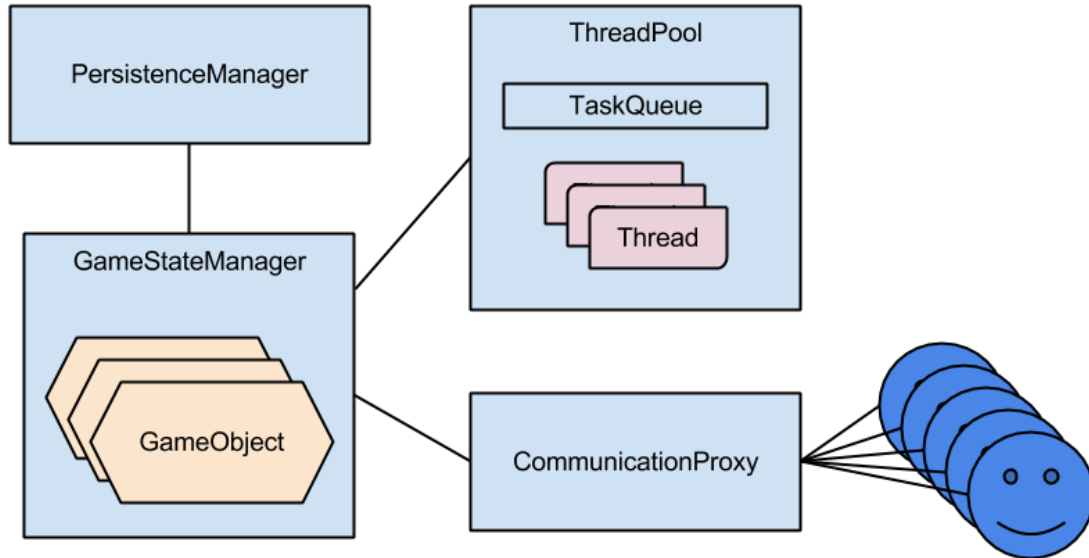 PersistenceManager
ThreadPool
TaskQueue
Thread
GameStateManager
GameObject
CommunicationProxy